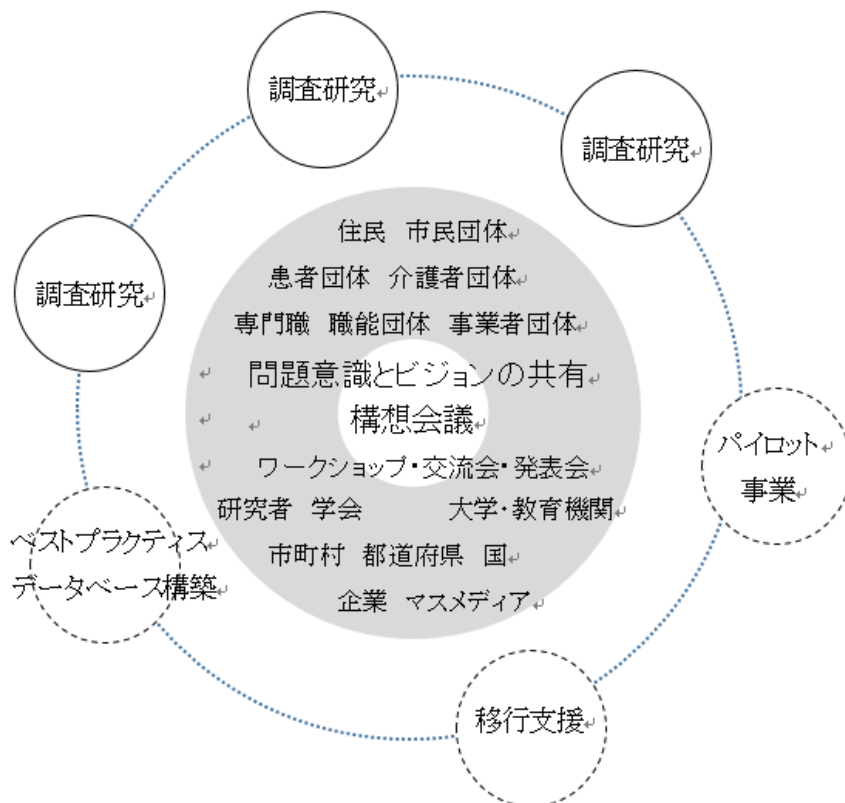 調査研究
調査研究
調査研究
住民　市民団体
患者団体　介護者団体
専門職　職能団体　事業者団体
問題意識とビジョンの共有
構想会議
ワークショップ・交流会・発表会
研究者　学会　　　　大学・教育機関
市町村　都道府県　国
企業　マスメディア
パイロット
事業
ベストプラクティス
データベース構築
移行支援